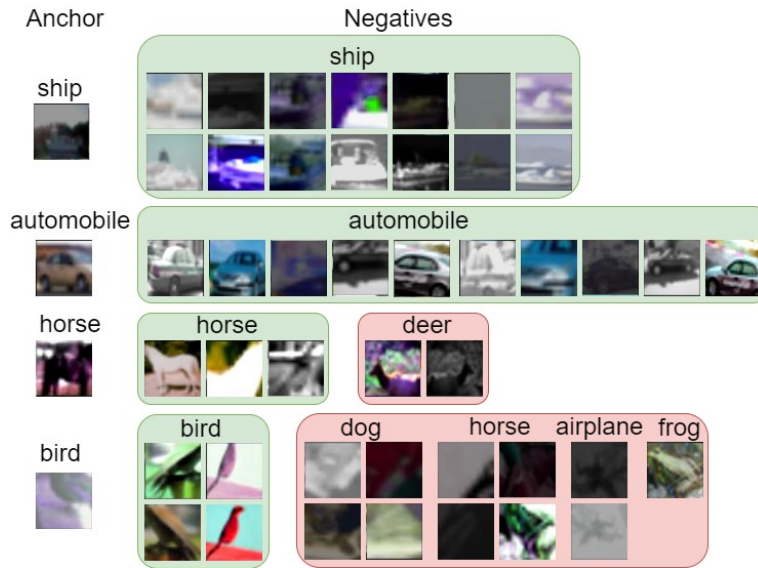 Anchor Negatives
ship
ship
automobile automobile
horse horse deer
bird dog horse airplane frog
bird